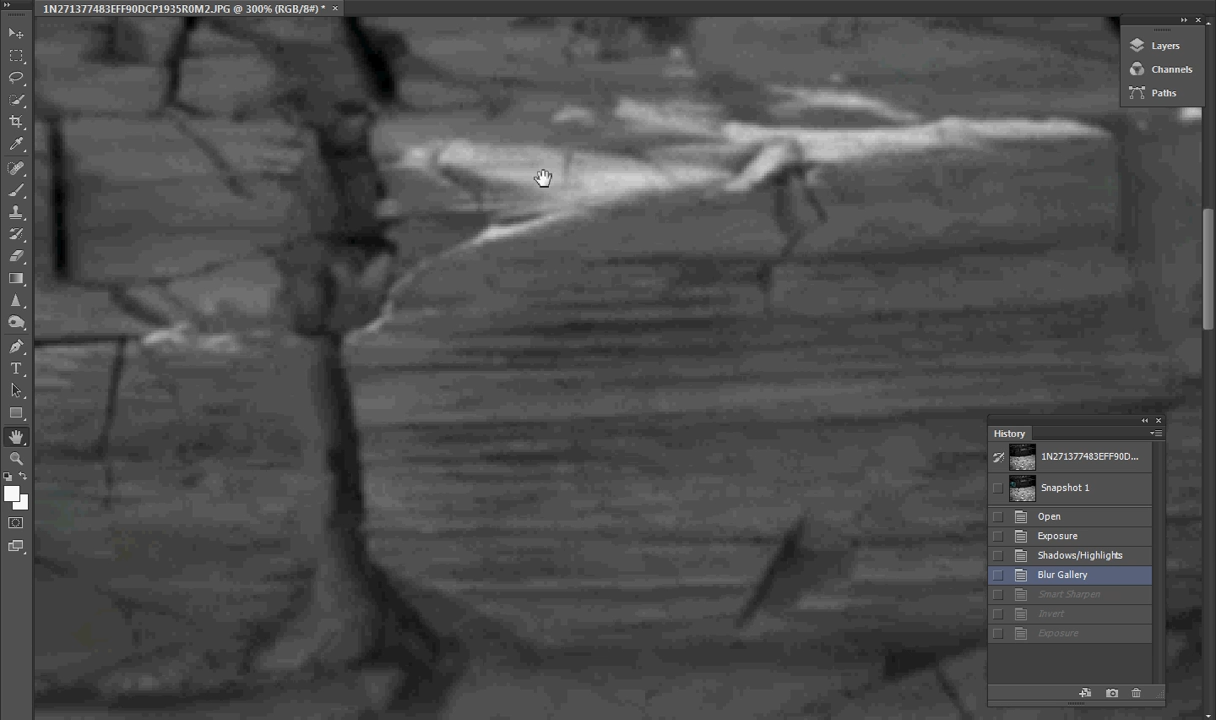 1N271377483EFF90DCP1935R0M2.JPG @ 300% (RGB/8#) *
Layers
Channels
Paths
History
1N271377483EFF90D...
Snapshot 1
Open
Exposure
Shadows/Highlights
Blur Gallery
Smart Sharpen
Invert
Exposure